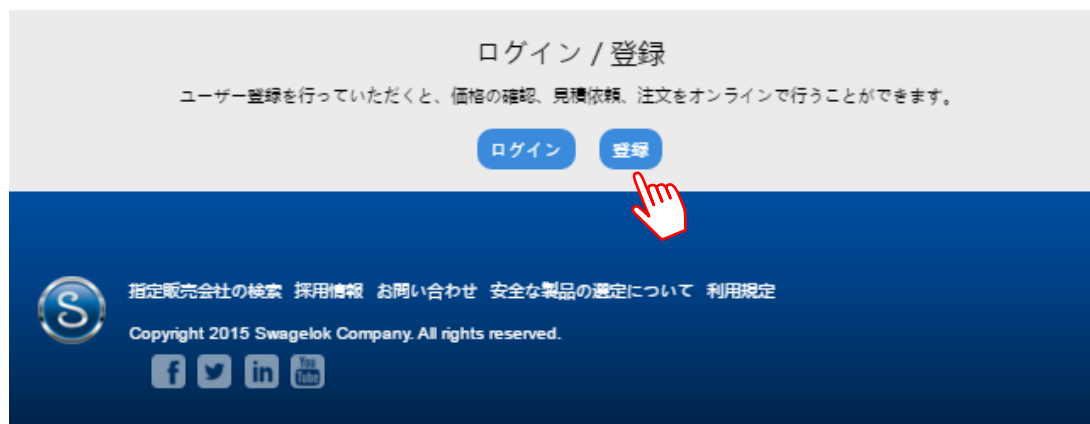 ログイン / 登録
ユーザー登録を行っていただくと、価格の確認、見積依頼、注文をオンラインで行うことができます。
ログイン 登録
指定販売会社の検索 採用情報 お問い合わせ 安全な製品の選定について 利用規定
S
Copyright 2015 Swagelok Company. All rights reserved.
f in You Tube